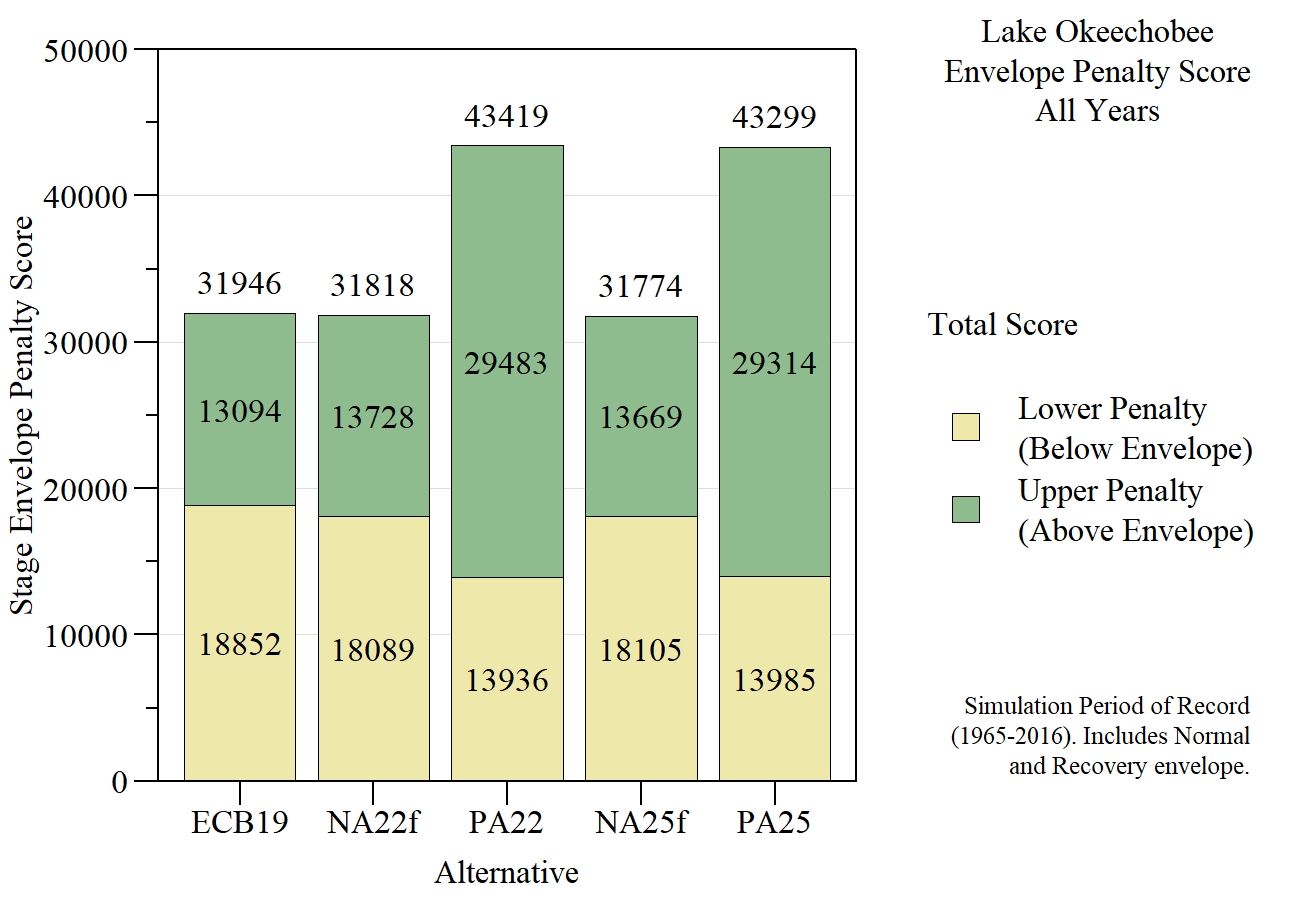 Lake Okeechobee
Envelope Penalty Score
All Years
50000
40000
30000
20000
10000
0
Stage Envelope Penalty Score
43419
43299
31946
31818
31774
29483
29314
13094
13728
13669
18852
18089
18105
13936
13985
ECB19
NA22f
PA22
NA25f
PA25
Alternative
Total Score
Lower Penalty
(Below Envelope)
Upper Penalty
(Above Envelope)
Simulation Period of Record
(1965-2016). Includes Normal
and Recovery envelope.